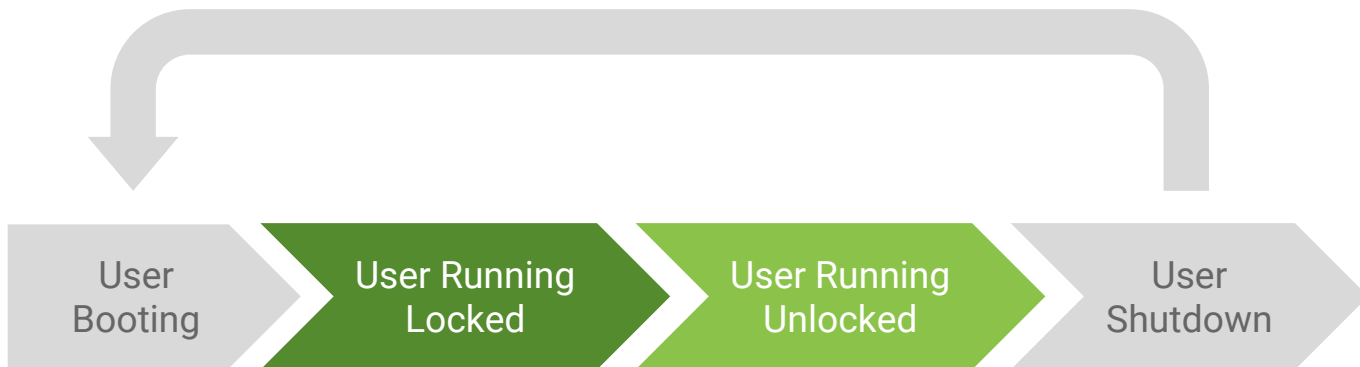 User
Booting
User Running
Locked
User Running
Unlocked
User
Shutdown